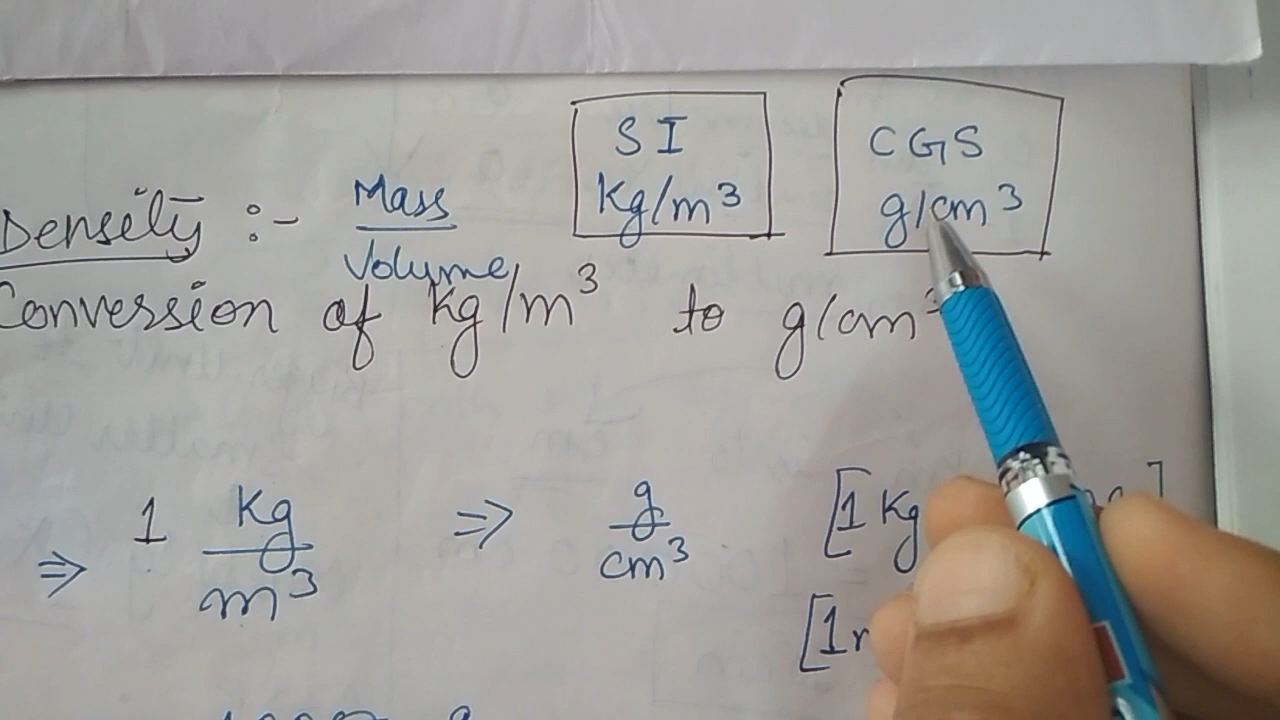 SI
Kg/m³
CGS
g/cm³
Density :- Mass
Volume
Conversion of Kg/m³ to g/cm³
⇒ 1 Kg/m³ ⇒ g/cm³ [1 Kg
[1